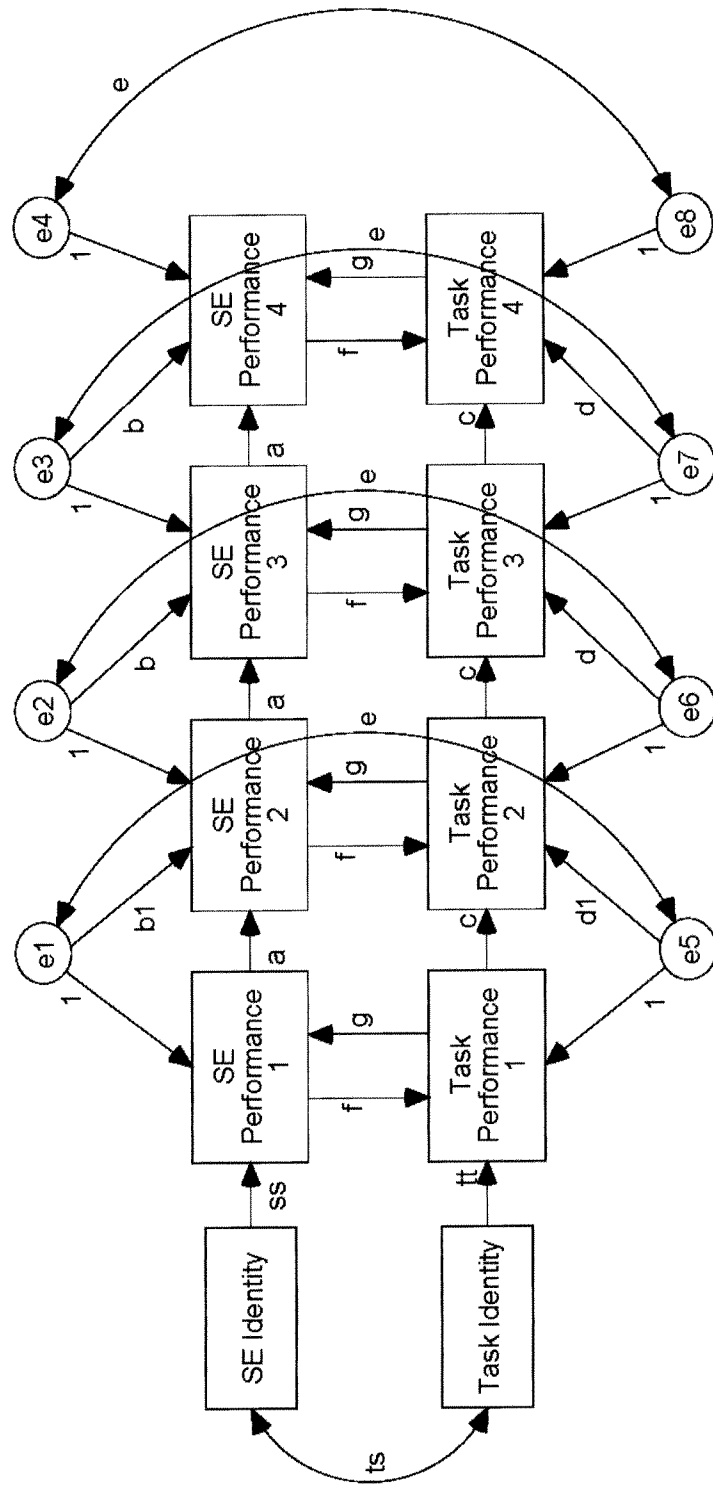 e1
e2
e3
e4
e
1
b1
1
b
1
b
1
SE Identity
ss
SE
Performance
1
a
SE
Performance
2
a
SE
Performance
3
a
SE
Performance
4
ts
f
g
f
g
e
f
g
e
f
g
e
Task Identity
tt
Task
Performance
1
c
Task
Performance
2
c
Task
Performance
3
c
Task
Performance
4
1
d1
1
d
1
d
1
e5
e6
e7
e8